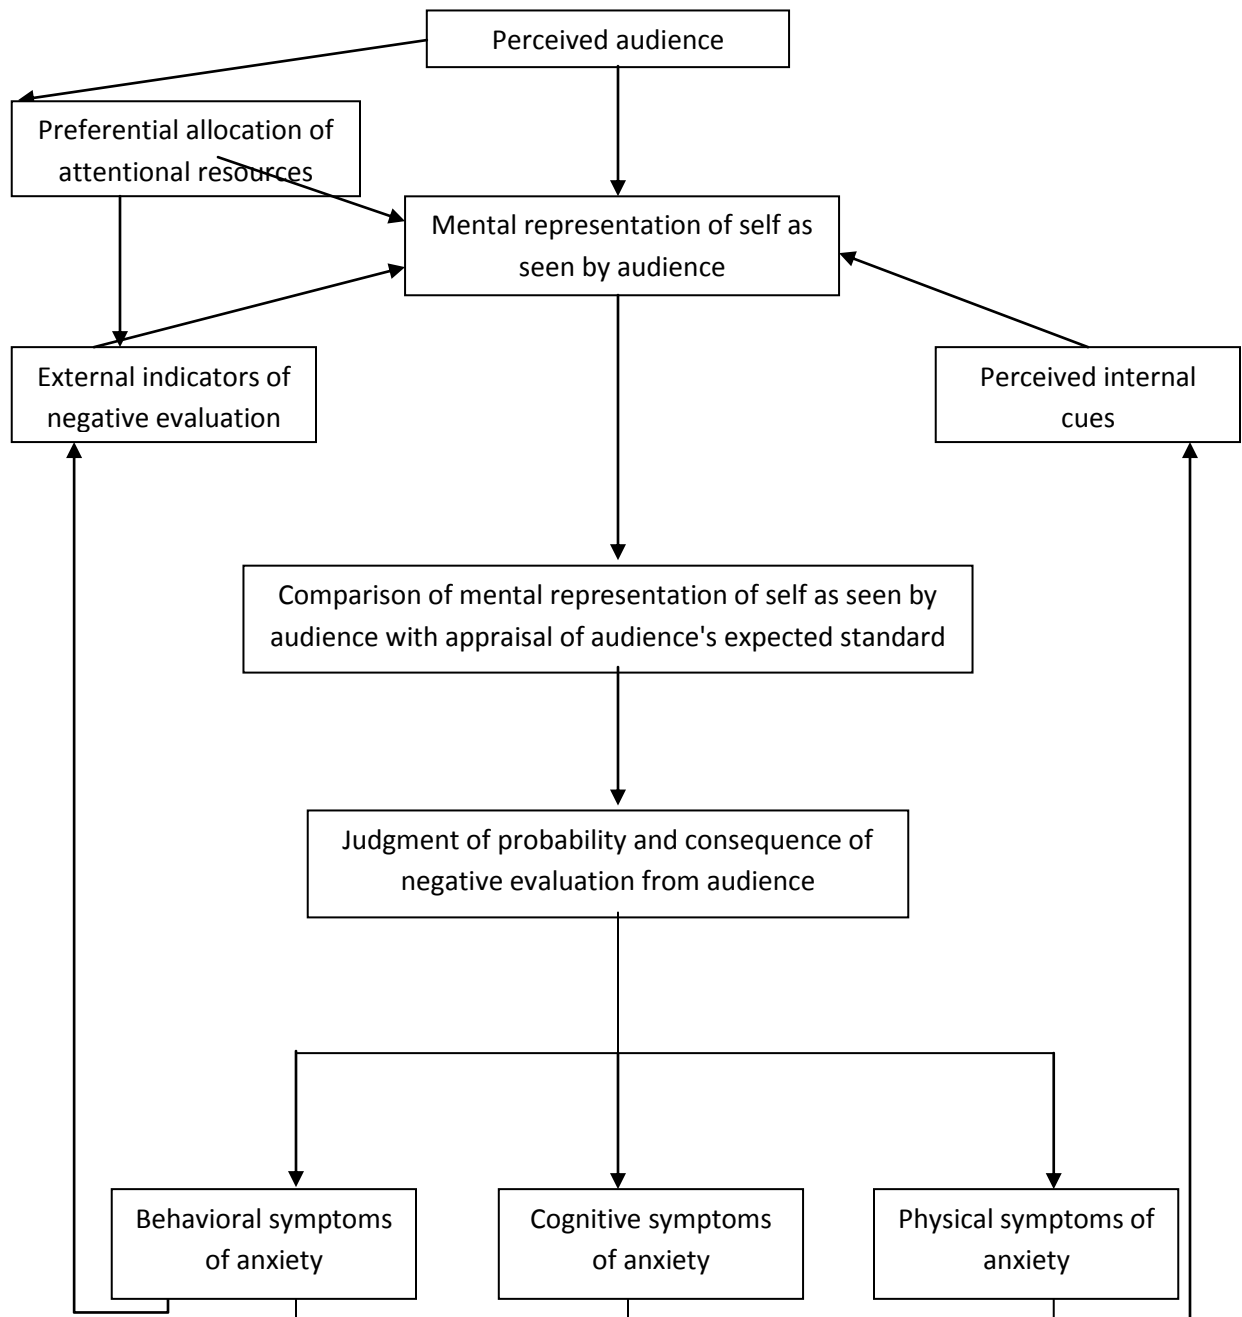 Perceived audience
Preferential allocation of
attentional resources
Mental representation of self as
seen by audience
External indicators of
negative evaluation
Perceived internal
cues
Comparison of mental representation of self as seen by
audience with appraisal of audience's expected standard
Judgment of probability and consequence of
negative evaluation from audience
Behavioral symptoms
of anxiety
Cognitive symptoms
of anxiety
Physical symptoms of
anxiety